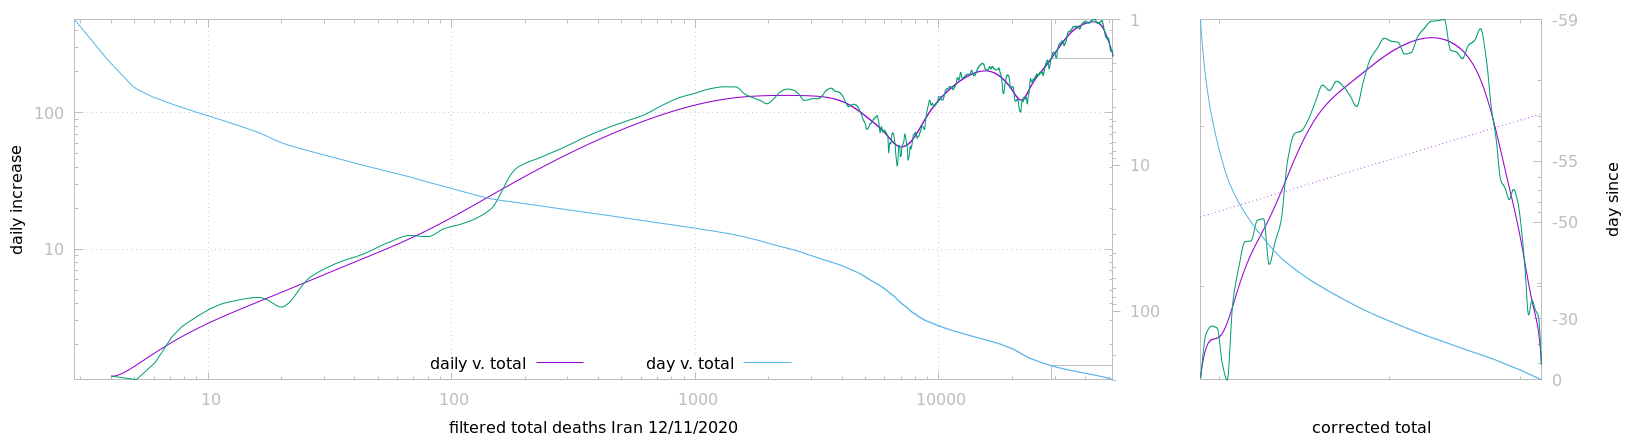 daily increase
100
10
1
10
100
daily v. total
day v. total
10
100
1000
10000
filtered total deaths Iran 12/11/2020
-59
-55
-50
-30
0
day since
corrected total